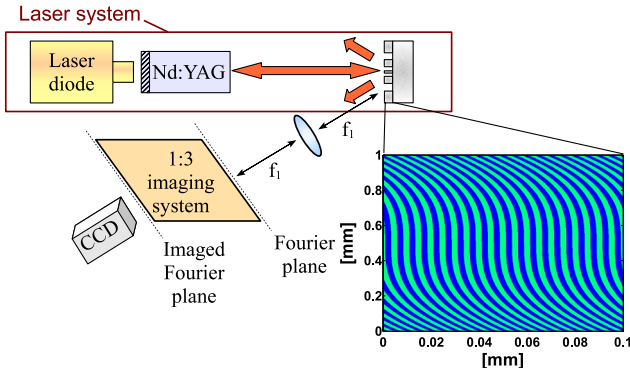 Laser system
Laser
diode
Nd:YAG
f1
f1
1:3
imaging
system
CCD
Imaged
Fourier
plane
Fourier
plane
[mm]
1
0.8
0.6
0.4
0.2
0
0
0.02
0.04
0.06
0.08
0.1
[mm]